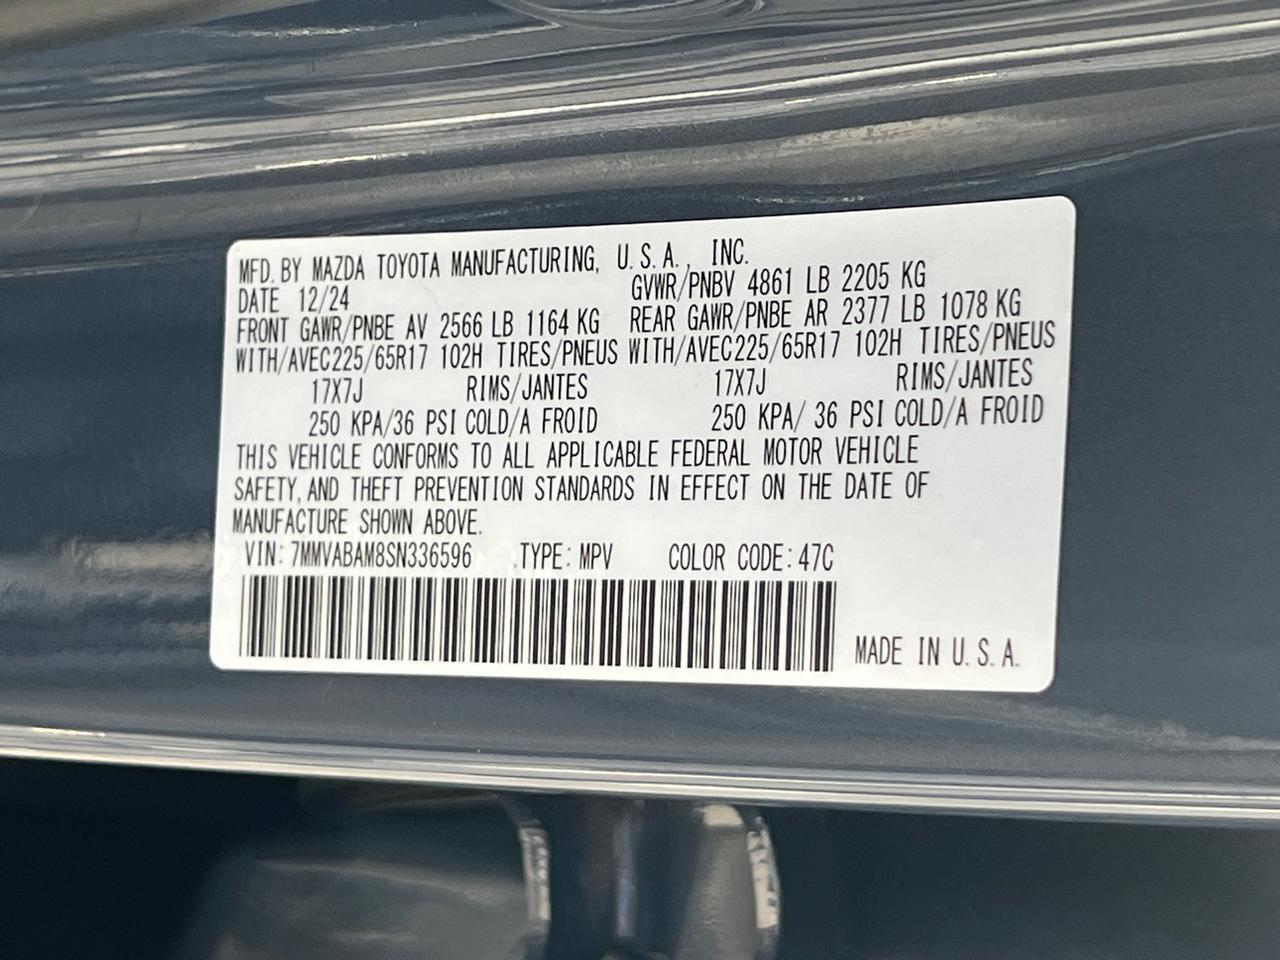 MFD. BY MAZDA TOYOTA MANUFACTURING, U.S.A., INC.
DATE 12/24 GVWR/PNBV 4861 LB 2205 KG
FRONT GAWR/PNBE AV 2566 LB 1164 KG REAR GAWR/PNBE AR 2377 LB 1078 KG
WITH/AVEC 225/65R17 102H TIRES/PNEUS WITH/AVEC 225/65R17 102H TIRES/PNEUS
17X7J RIMS/JANTES 17X7J RIMS/JANTES
250 KPA/36 PSI COLD/A FROID 250 KPA/ 36 PSI COLD/A FROID
THIS VEHICLE CONFORMS TO ALL APPLICABLE FEDERAL MOTOR VEHICLE
SAFETY, AND THEFT PREVENTION STANDARDS IN EFFECT ON THE DATE OF
MANUFACTURE SHOWN ABOVE.
VIN: 7MMVABAM8SN336596 TYPE: MPV COLOR CODE: 47C
MADE IN U.S.A.